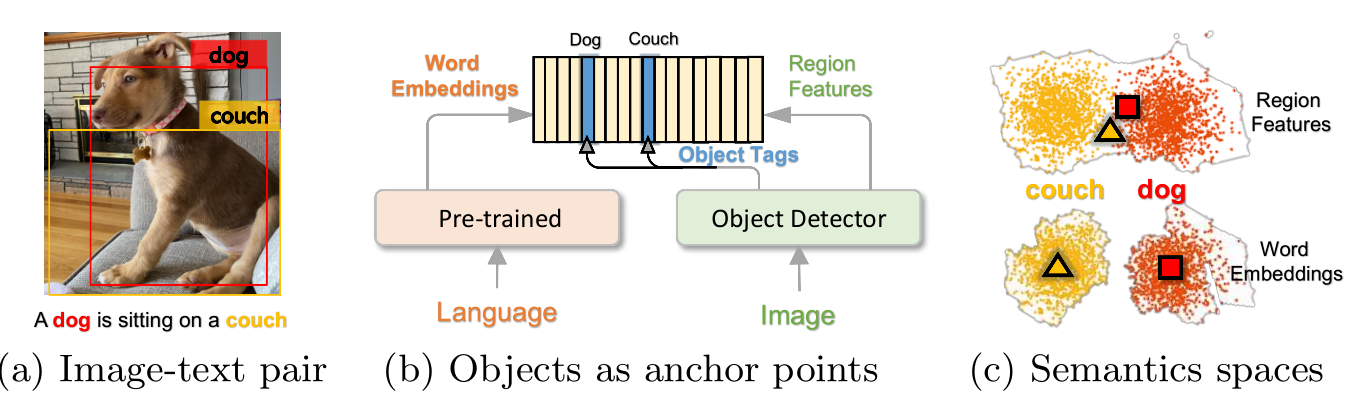 dog
couch
A dog is sitting on a couch
(a) Image-text pair
Dog
Couch
Word
Embeddings
Region
Features
Object Tags
Pre-trained
Object Detector
Language
Image
(b) Objects as anchor points
Region
Features
couch
dog
Word
Embeddings
(c) Semantics spaces